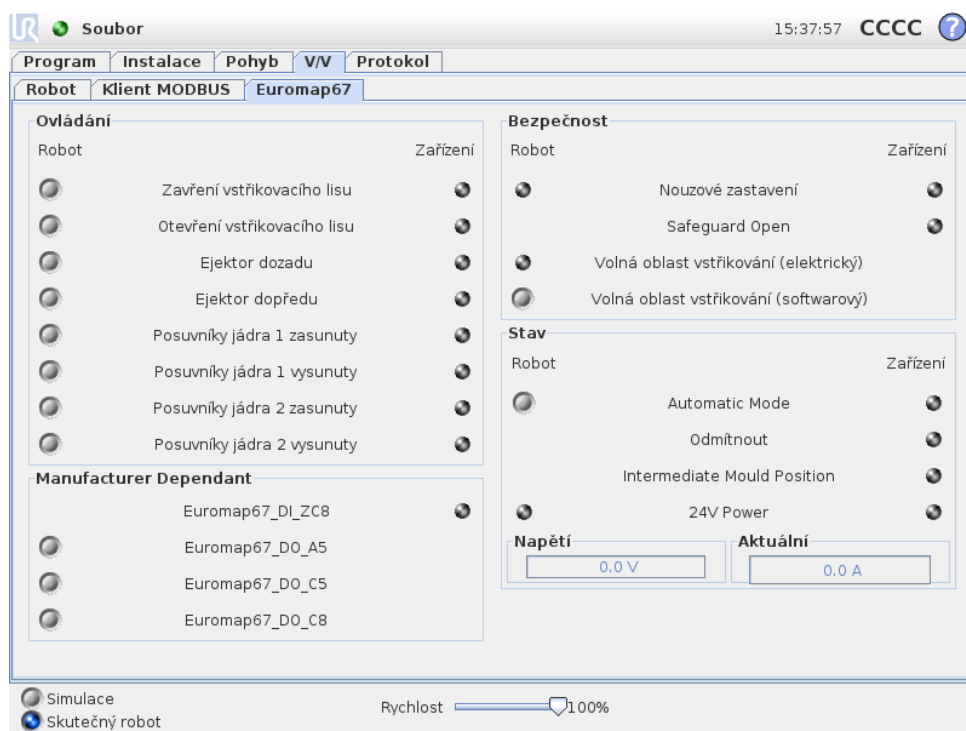 UR Soubor 15:37:57 CCCC ?
Program Instalace Pohyb V/V Protokol
Robot Klient MODBUS Euromap67
Ovládání
Robot Zařízení
Zavření vstřikovacího lisu
Otevření vstřikovacího lisu
Ejektor dozadu
Ejektor dopředu
Posuvníky jádra 1 zasunuty
Posuvníky jádra 1 vysunuty
Posuvníky jádra 2 zasunuty
Posuvníky jádra 2 vysunuty
Manufacturer Dependant
Euromap67_DI_ZC8
Euromap67_DO_A5
Euromap67_DO_C5
Euromap67_DO_C8
Bezpečnost
Robot Zařízení
Nouzové zastavení
Safeguard Open
Volná oblast vstřikování (elektrický)
Volná oblast vstřikování (softwarový)
Stav
Robot Zařízení
Automatic Mode
Odmítnout
Intermediate Mould Position
24V Power
Napětí Aktuální
0.0 V 0.0 A
Simulace
Skutečný robot
Rychlost 100%